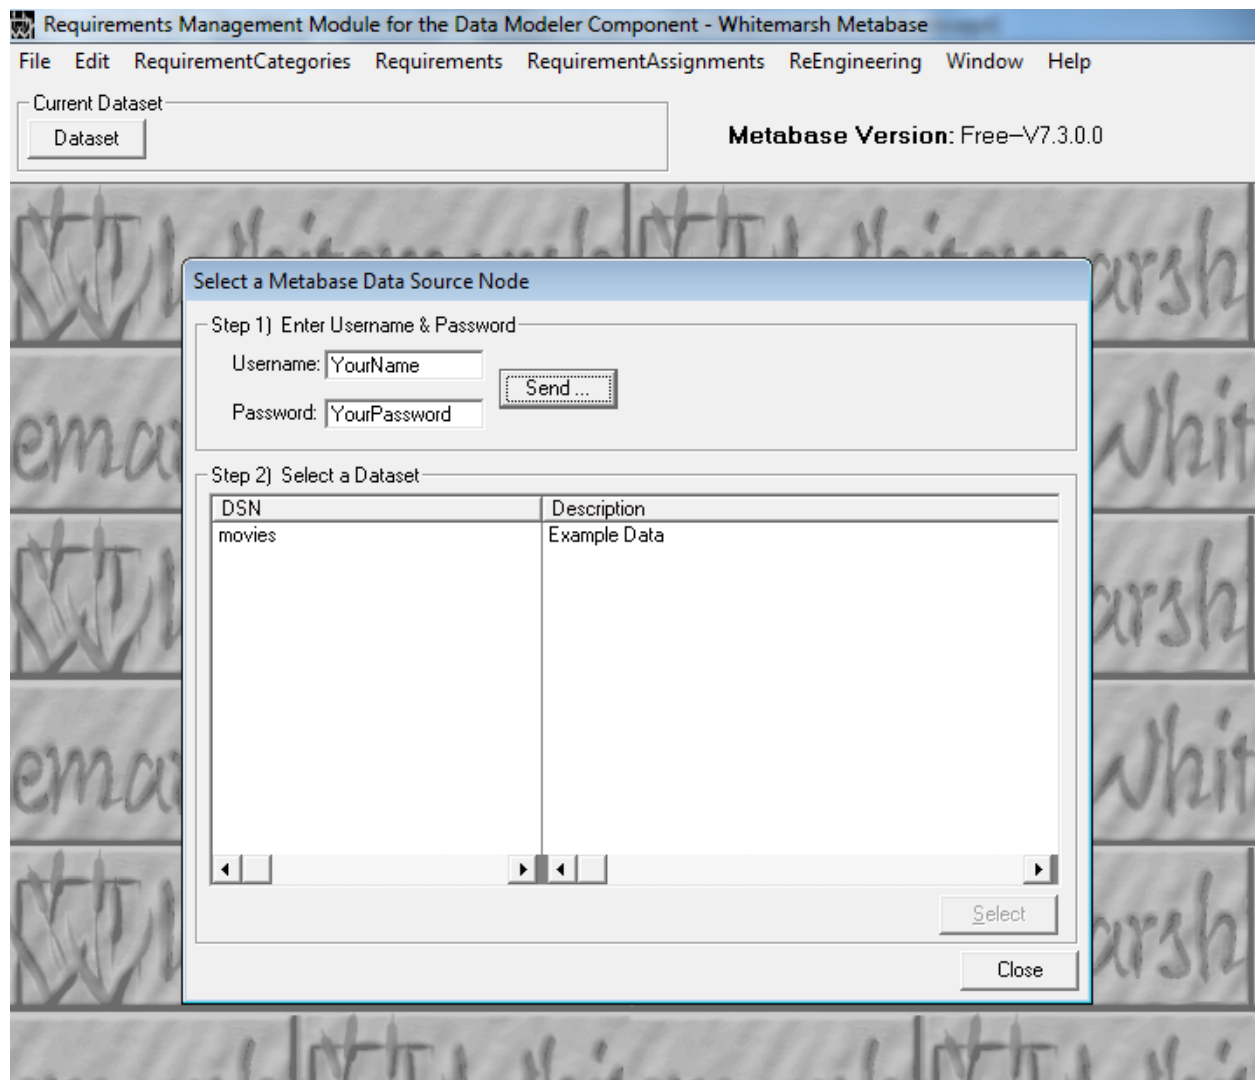 Requirements Management Module for the Data Modeler Component - Whitemarsh Metabase
File Edit RequirementCategories Requirements RequirementAssignments ReEngineering Window Help
Current Dataset
Dataset
Metabase Version: Free—V7.3.0.0
Select a Metabase Data Source Node
Step 1) Enter Username & Password
Username: YourName
Send ...
Password: YourPassword
Step 2) Select a Dataset
DSN Description
movies Example Data
Select
Close